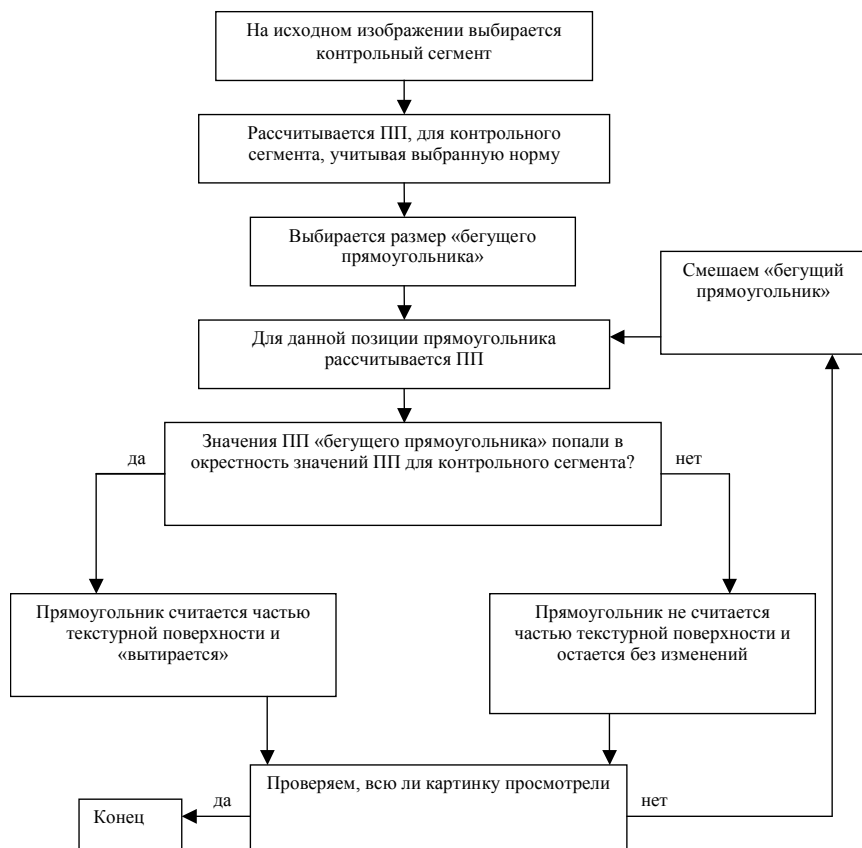 На исходном изображении выбирается
контрольный сегмент
Рассчитывается ПП, для контрольного
сегмента, учитывая выбранную норму
Выбирается размер «бегущего
прямоугольника»
Смешаем «бегущий
прямоугольник»
Для данной позиции прямоугольника
рассчитывается ПП
Значения ПП «бегущего прямоугольника» попали в
окрестность значений ПП для контрольного сегмента?
да
нет
Прямоугольник считается частью
текстурной поверхности и
«вытирается»
Прямоугольник не считается
частью текстурной поверхности и
остается без изменений
Проверяем, всю ли картинку просмотрели
да
нет
Конец